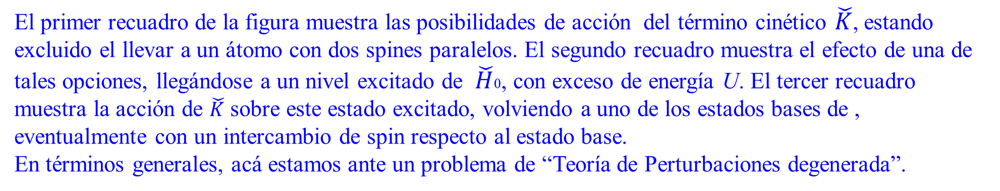 El primer recuadro de la figura muestra las posibilidades de acción del término cinético K̆, estando
excluido el llevar a un átomo con dos spines paralelos. El segundo recuadro muestra el efecto de una de
tales opciones, llegándose a un nivel excitado de H̆₀, con exceso de energía U. El tercer recuadro
muestra la acción de K̆ sobre este estado excitado, volviendo a uno de los estados bases de ,
eventualmente con un intercambio de spin respecto al estado base.
En términos generales, acá estamos ante un problema de “Teoría de Perturbaciones degenerada”.